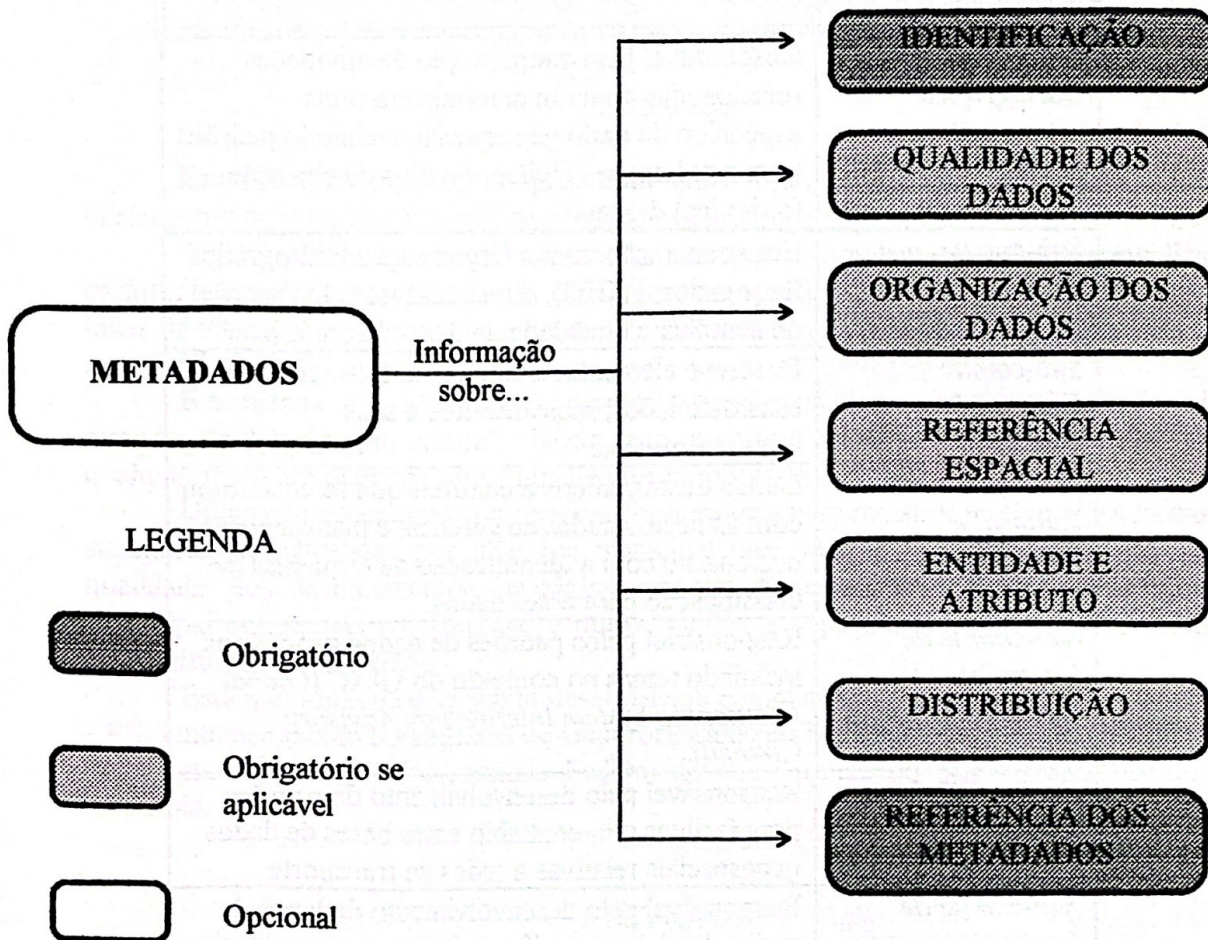 IDENTIFICAÇÃO
QUALIDADE DOS
DADOS
ORGANIZAÇÃO DOS
DADOS
METADADOS
Informação
sobre...
REFERÊNCIA
ESPACIAL
LEGENDA
ENTIDADE E
ATRIBUTO
Obrigatório
DISTRIBUIÇÃO
Obrigatório se
aplicável
REFERÊNCIA DOS
METADADOS
Opcional